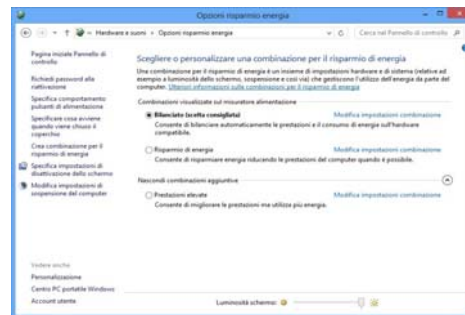 Opzioni risparmio energia
Hardware e suoni › Opzioni risparmio energia
Cerca nel Pannello di controllo
Pagina iniziale Pannello di
controllo
Richiedi password alla
riattivazione
Specifica comportamento
pulsanti di alimentazione
Specificare cosa avviene
quando viene chiuso il
coperchio
Crea combinazione per il
risparmio di energia
Specifica impostazioni di
disattivazione dello schermo
Modifica impostazioni di
sospensione del computer
Vedere anche
Personalizzazione
Centro PC portatile Windows
Account utente
Scegliere o personalizzare una combinazione per il risparmio di energia
Una combinazione per il risparmio di energia è un insieme di impostazioni hardware e di sistema (relative ad
esempio a luminosità dello schermo, sospensione e così via) che gestiscono l'utilizzo dell'energia da parte del
computer. Ulteriori informazioni sulle combinazioni per il risparmio di energia
Combinazioni visualizzate sul misuratore alimentazione
Bilanciato (scelta consigliata) Modifica impostazioni combinazione
Consente di bilanciare automaticamente le prestazioni e il consumo di energia sull'hardware
compatibile.
Risparmio di energia Modifica impostazioni combinazione
Consente di risparmiare energia riducendo le prestazioni del computer quando è possibile.
Nascondi combinazioni aggiuntive
Prestazioni elevate Modifica impostazioni combinazione
Consente di migliorare le prestazioni ma utilizza più energia.
Luminosità schermo: